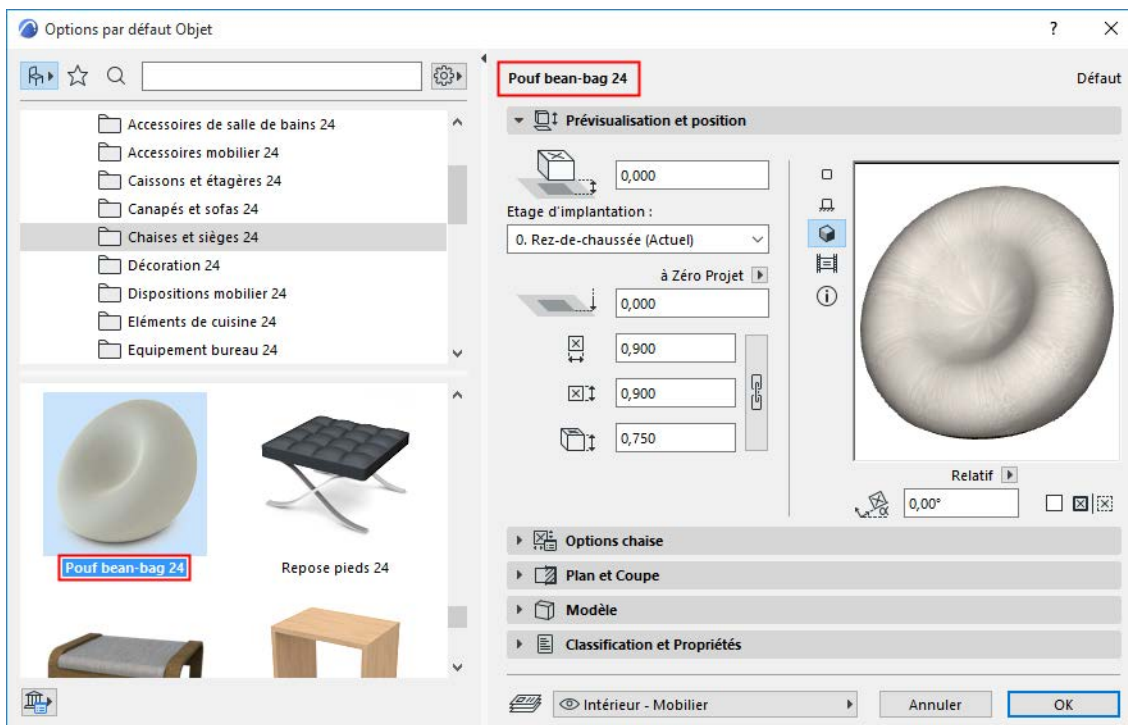 Options par défaut Objet
?
Accessoires de salle de bains 24
Accessoires mobilier 24
Caissons et étagères 24
Canapés et sofas 24
Chaises et sièges 24
Décoration 24
Dispositions mobilier 24
Eléments de cuisine 24
Equipement bureau 24
Pouf bean-bag 24
Repose pieds 24
Pouf bean-bag 24
Défaut
Prévisualisation et position
0,000
Etage d'implantation :
0. Rez-de-chaussée (Actuel)
à Zéro Projet
0,000
0,900
0,900
0,750
Relatif
α
0,00°
Options chaise
Plan et Coupe
Modèle
Classification et Propriétés
Intérieur - Mobilier
Annuler
OK